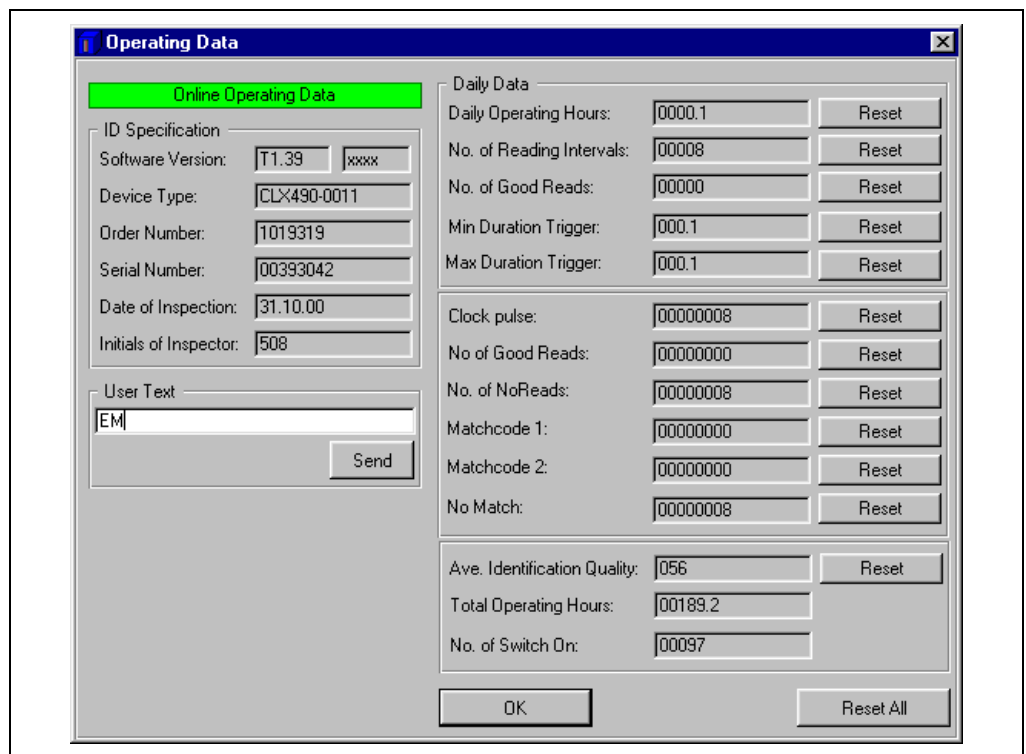 Operating Data
Online Operating Data
ID Specification
Software Version: T1.39 xxxx
Device Type: CLX490-0011
Order Number: 1019319
Serial Number: 00393042
Date of Inspection: 31.10.00
Initials of Inspector: 508
User Text
EM
Send
Daily Data
Daily Operating Hours: 0000.1 Reset
No. of Reading Intervals: 00008 Reset
No. of Good Reads: 00000 Reset
Min Duration Trigger: 000.1 Reset
Max Duration Trigger: 000.1 Reset
Clock pulse: 00000008 Reset
No of Good Reads: 00000000 Reset
No. of NoReads: 00000008 Reset
Matchcode 1: 00000000 Reset
Matchcode 2: 00000000 Reset
No Match: 00000008 Reset
Ave. Identification Quality: 056 Reset
Total Operating Hours: 00189.2
No. of Switch On: 00097
OK Reset All